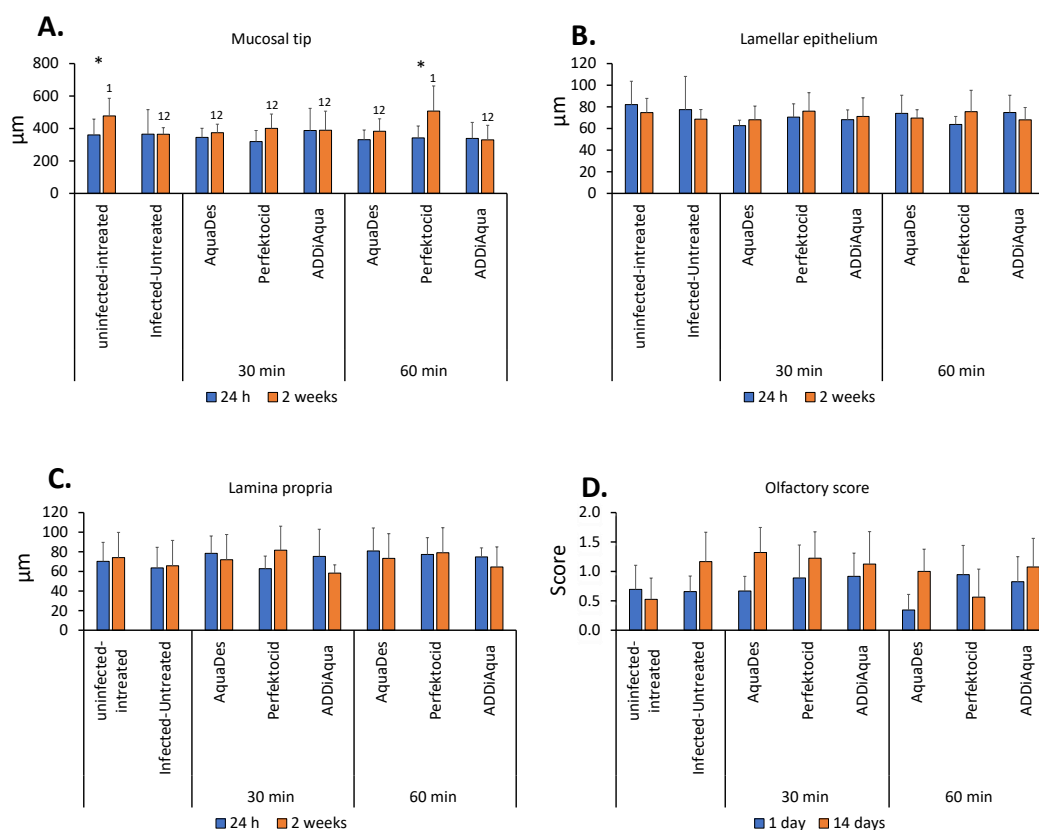 A.
Mucosal tip
800
600
400
200
0
µm
*
1
12
12
12
12
12
*
1
12
uninfected-intreated
Infected-Untreated
AquaDes
Perfektocid
ADDiAqua
AquaDes
Perfektocid
ADDiAqua
30 min
60 min
24 h
2 weeks
B.
Lamellar epithelium
120
100
80
60
40
20
0
µm
uninfected-intreated
Infected-Untreated
AquaDes
Perfektocid
ADDiAqua
AquaDes
Perfektocid
ADDiAqua
30 min
60 min
24 h
2 weeks
C.
Lamina propria
120
100
80
60
40
20
0
µm
uninfected-
intreated
Infected-Untreated
AquaDes
Perfektocid
ADDiAqua
AquaDes
Perfektocid
ADDiAqua
30 min
60 min
24 h
2 weeks
D.
Olfactory score
2.0
1.5
1.0
0.5
0.0
Score
uninfected-
intreated
Infected-Untreated
AquaDes
Perfektocid
ADDiAqua
AquaDes
Perfektocid
ADDiAqua
30 min
60 min
1 day
14 days